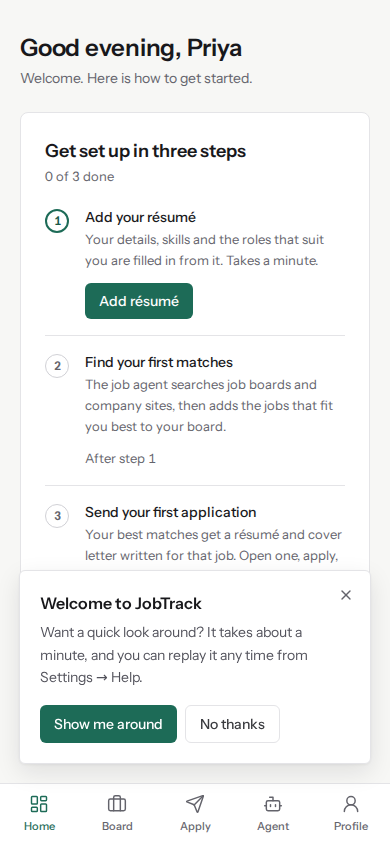 Good evening, Priya
Welcome. Here is how to get started.
Get set up in three steps
0 of 3 done
1
Add your résumé
Your details, skills and the roles that suit
you are filled in from it. Takes a minute.
Add résumé
2
Find your first matches
The job agent searches job boards and
company sites, then adds the jobs that fit
you best to your board.
After step 1
3
Send your first application
Your best matches get a résumé and cover
letter written for that job. Open one, apply,
Welcome to JobTrack
Want a quick look around? It takes about a
minute, and you can replay it any time from
Settings → Help.
Show me around
No thanks
Home
Board
Apply
Agent
Profile